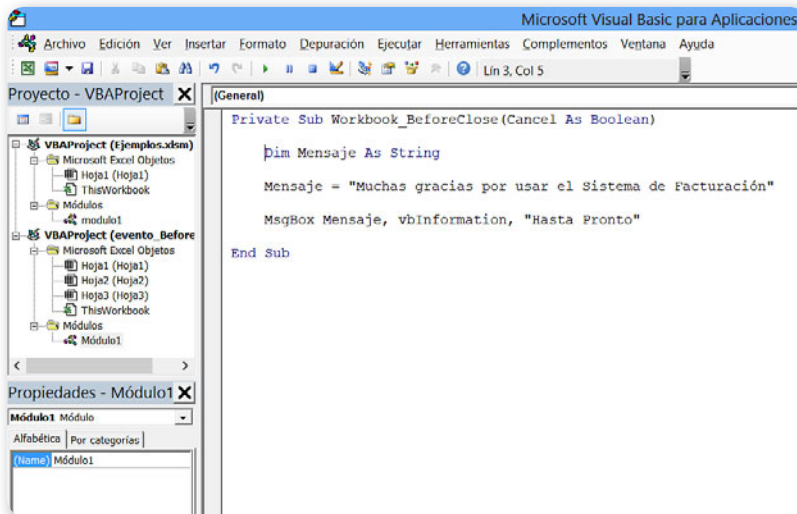 Microsoft Visual Basic para Aplicaciones
Archivo Edición Ver Insertar Formato Depuración Ejecutar Herramientas Complementos Ventana Ayuda
Lín 3, Col 5
Proyecto - VBAProject
VBAProject (Ejemplos.xlsm)
Microsoft Excel Objetos
Hoja1 (Hoja1)
ThisWorkbook
Módulos
modulo1
VBAProject (evento_Before
Microsoft Excel Objetos
Hoja1 (Hoja1)
Hoja2 (Hoja2)
Hoja3 (Hoja3)
ThisWorkbook
Módulos
Módulo1
Propiedades - Módulo1
Módulo1 Módulo
Alfabética Por categorías
(Name) Módulo1
(General)
Private Sub Workbook_BeforeClose(Cancel As Boolean)
Dim Mensaje As String
Mensaje = "Muchas gracias por usar el Sistema de Facturación"
MsgBox Mensaje, vbInformation, "Hasta Pronto"
End Sub